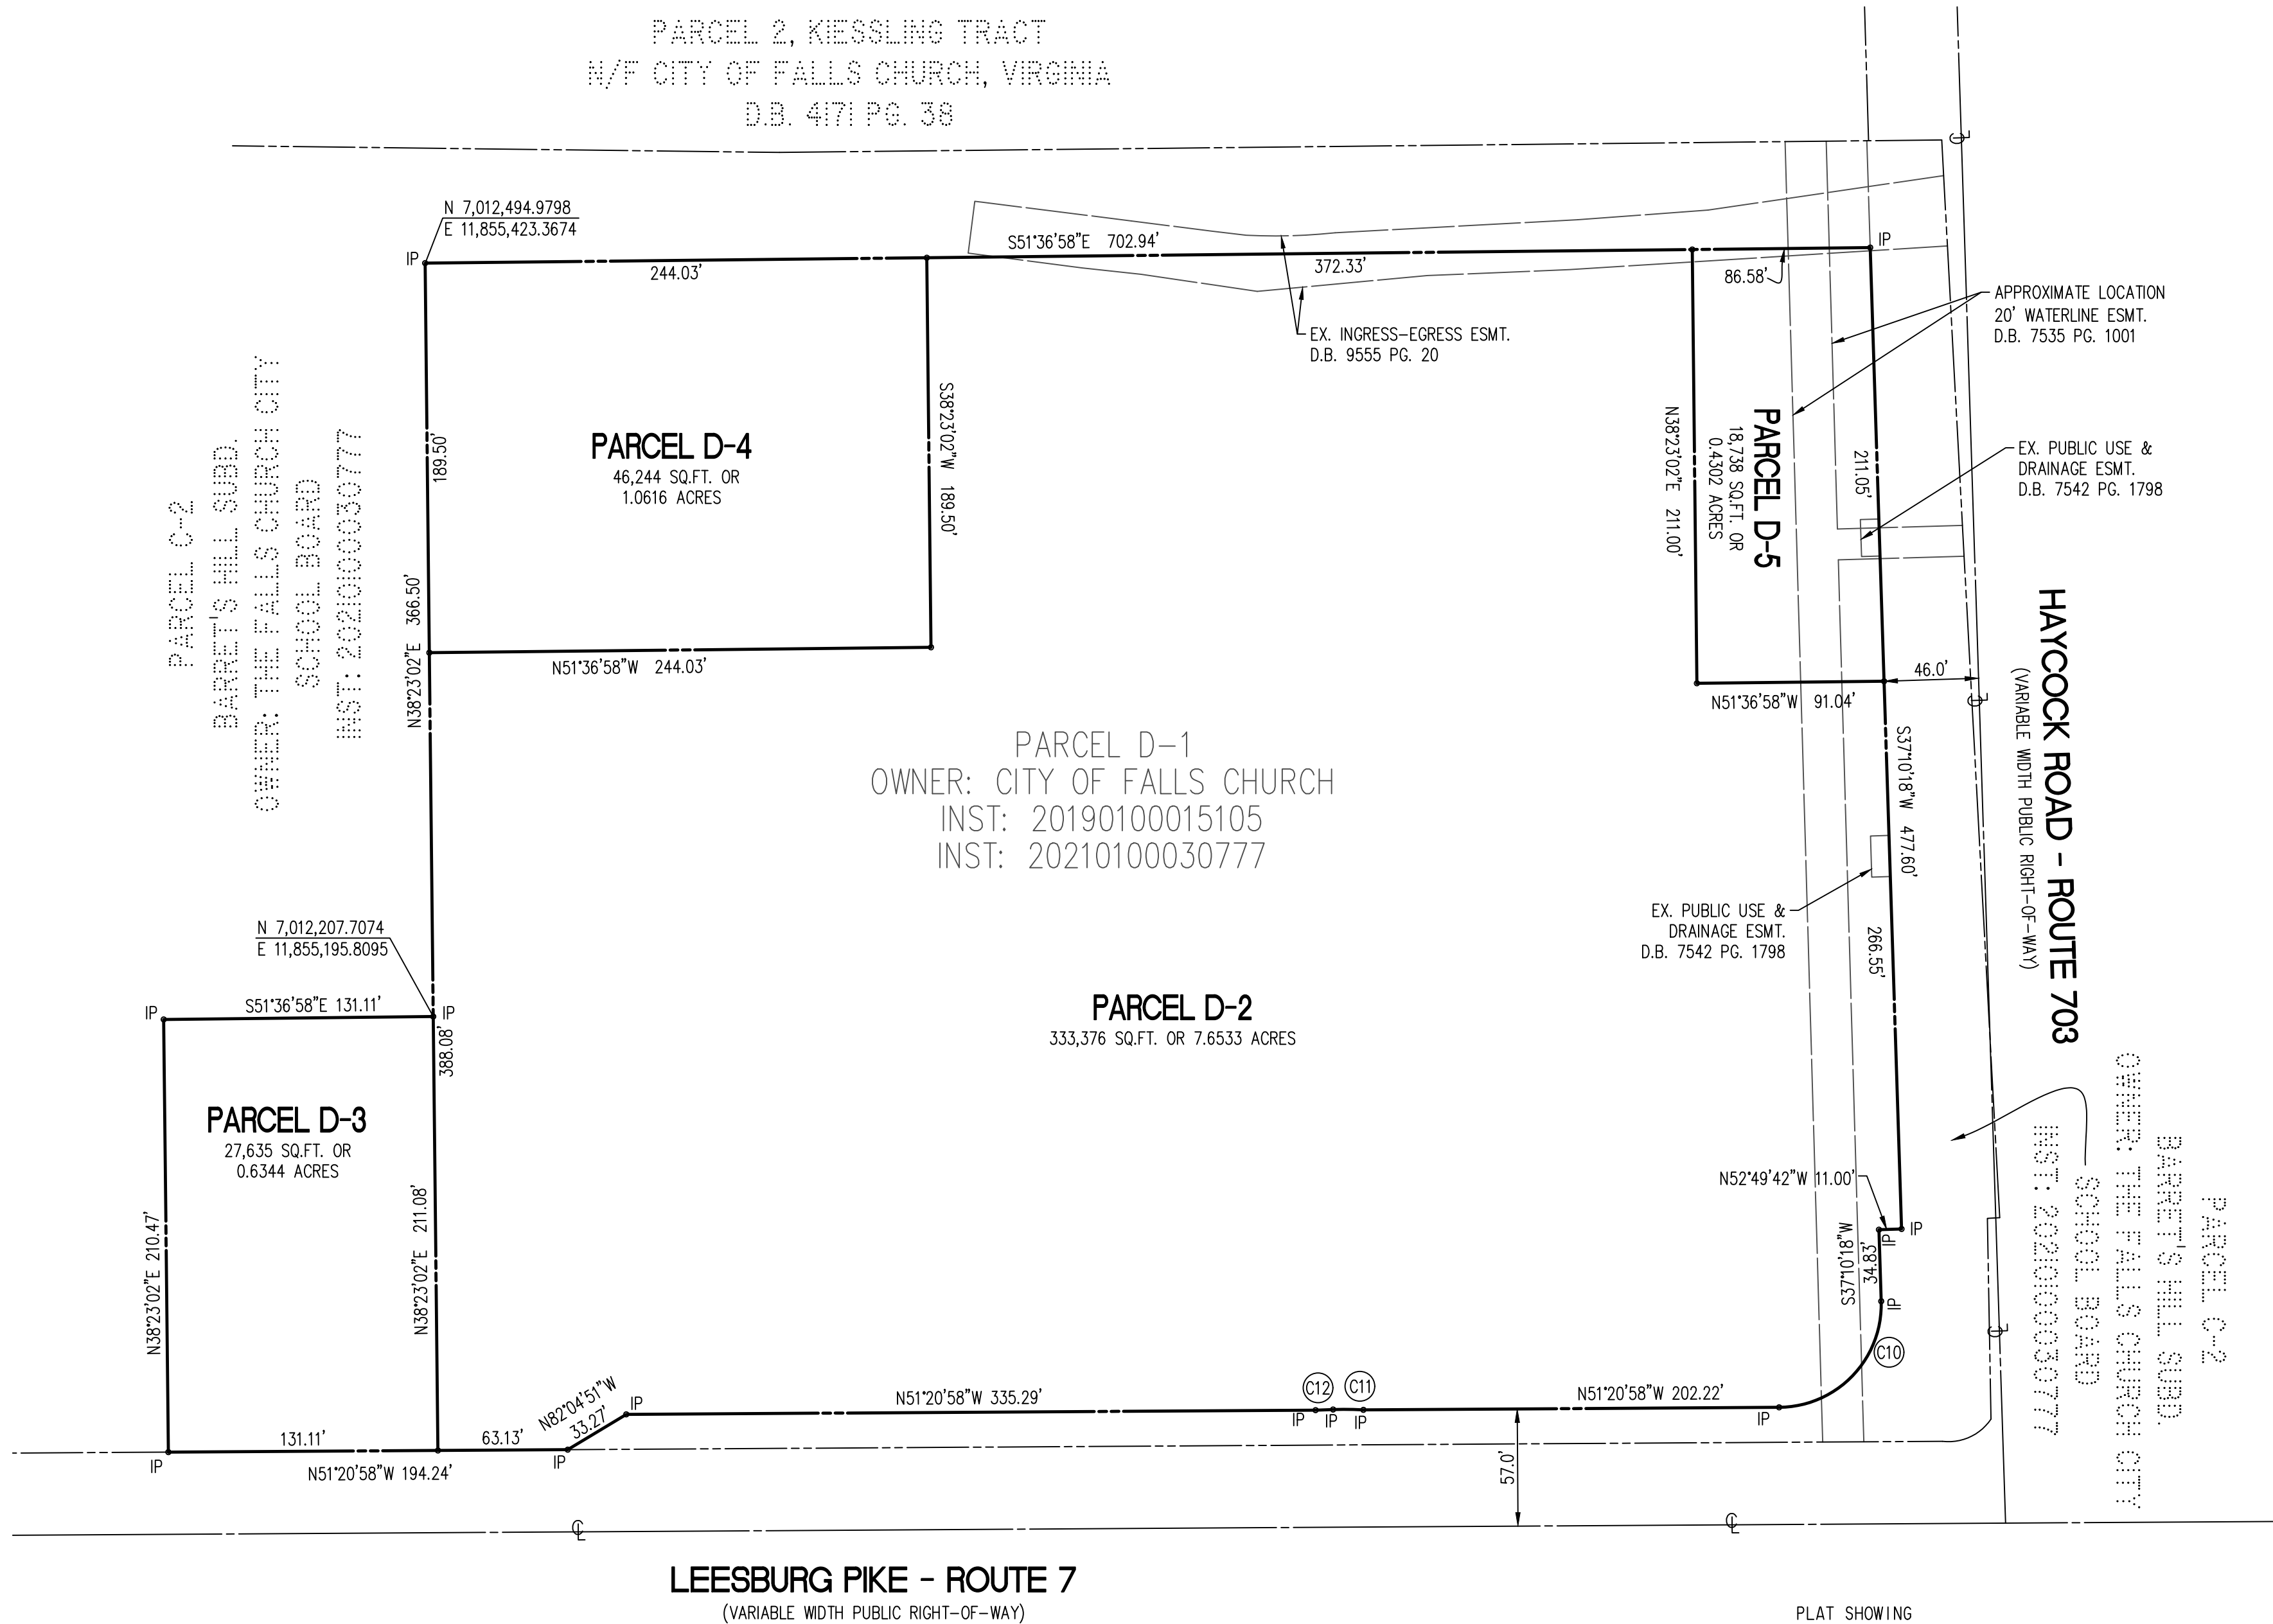 PARCEL 2, KIESSLING TRACT
N/F CITY OF FALLS CHURCH, VIRGINIA
D.B. 4171 PG. 38
N 7,012,494.9798
E 11,855,423.3674
IP
244.03'
S51°36'58"E 702.94'
372.33'
86.58'
IP
EX. INGRESS-EGRESS ESMT.
D.B. 9555 PG. 20
APPROXIMATE LOCATION
20' WATERLINE ESMT.
D.B. 7535 PG. 1001
EX. PUBLIC USE &
DRAINAGE ESMT.
D.B. 7542 PG. 1798
PARCEL C-2
BARRET'S HILL SUBD.
OWNER: THE FALLS CHURCH CITY
SCHOOL BOARD
INST: 20210100030777
189.50'
PARCEL D-4
46,244 SQ.FT. OR
1.0616 ACRES
S38°23'02"W 189.50'
N51°36'58"W 244.03'
N38°23'02"E 366.50'
N38°23'02"E 211.00'
PARCEL D-5
18,738 SQ.FT. OR
0.4302 ACRES
211.05'
N51°36'58"W 91.04'
46.0'
HAYCOCK ROAD - ROUTE 703
(VARIABLE WIDTH PUBLIC RIGHT-OF-WAY)
PARCEL D-1
OWNER: CITY OF FALLS CHURCH
INST: 20190100015105
INST: 20210100030777
S37°10'18"W 477.60'
266.55'
EX. PUBLIC USE &
DRAINAGE ESMT.
D.B. 7542 PG. 1798
N 7,012,207.7074
E 11,855,195.8095
IP
S51°36'58"E 131.11'
IP
388.08'
PARCEL D-2
333,376 SQ.FT. OR 7.6533 ACRES
PARCEL D-3
27,635 SQ.FT. OR
0.6344 ACRES
N38°23'02"E 210.47'
N38°23'02"E 211.08'
N52°49'42"W 11.00'
IP
IP
S37°10'18"W
34.83'
IP
C10
PARCEL C-2
BARRET'S HILL SUBD.
OWNER: THE FALLS CHURCH CITY
SCHOOL BOARD
INST: 20210100030777
N82°04'51"W
33.27'
IP
N51°20'58"W 335.29'
C12
C11
IP
IP
IP
N51°20'58"W 202.22'
IP
131.11'
63.13'
IP
IP
N51°20'58"W 194.24'
57.0'
LEESBURG PIKE - ROUTE 7
(VARIABLE WIDTH PUBLIC RIGHT-OF-WAY)
PLAT SHOWING